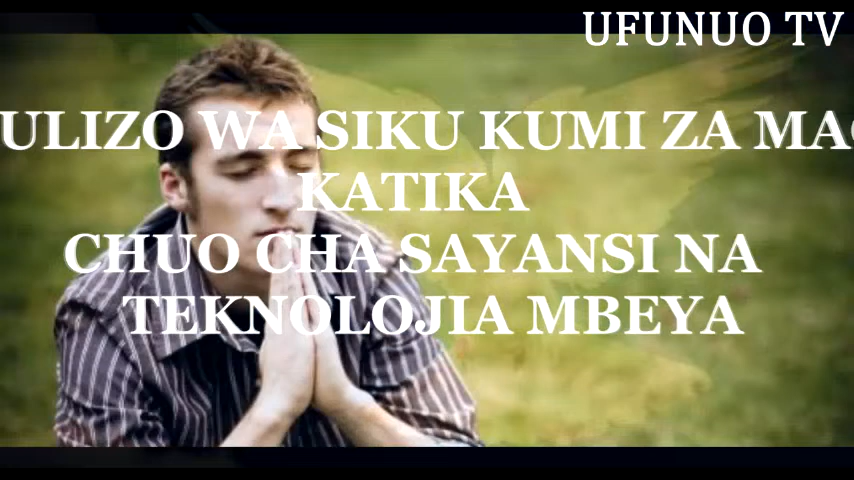 UFUNUO TV
ULIZO WA SIKU KUMI ZA
KATIKA
CHUO CHA SAYANSI NA
TEKNOLOJIA MBEYA